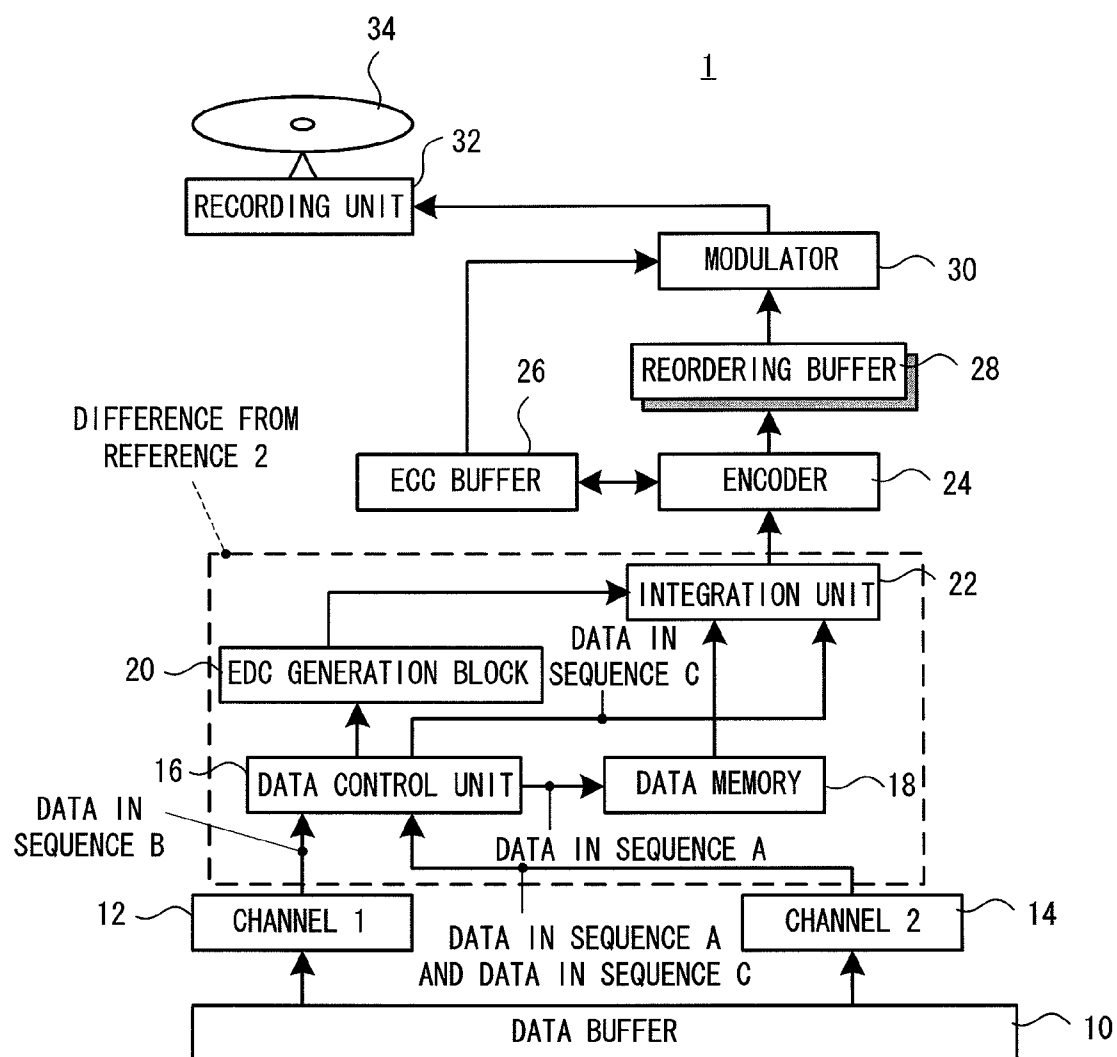 34
1
32
RECORDING UNIT
MODULATOR
30
REORDERING BUFFER
28
26
DIFFERENCE FROM
REFERENCE 2
ECC BUFFER
ENCODER
24
INTEGRATION UNIT
22
DATA IN
SEQUENCE C
20
EDC GENERATION BLOCK
16
DATA CONTROL UNIT
DATA MEMORY
18
DATA IN
SEQUENCE B
DATA IN SEQUENCE A
12
CHANNEL 1
CHANNEL 2
14
DATA IN SEQUENCE A
AND DATA IN SEQUENCE C
DATA BUFFER
10